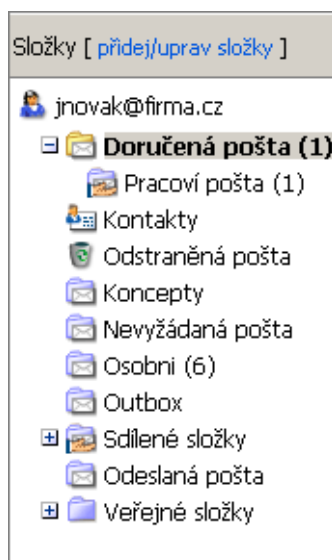 Složky [ přidej/uprav složky ]
jnovak@firma.cz
Doručená pošta (1)
Pracoví pošta (1)
Kontakty
Odstraněná pošta
Koncepty
Nevyžádaná pošta
Osobni (6)
Outbox
Sdílené složky
Odeslaná pošta
Veřejné složky